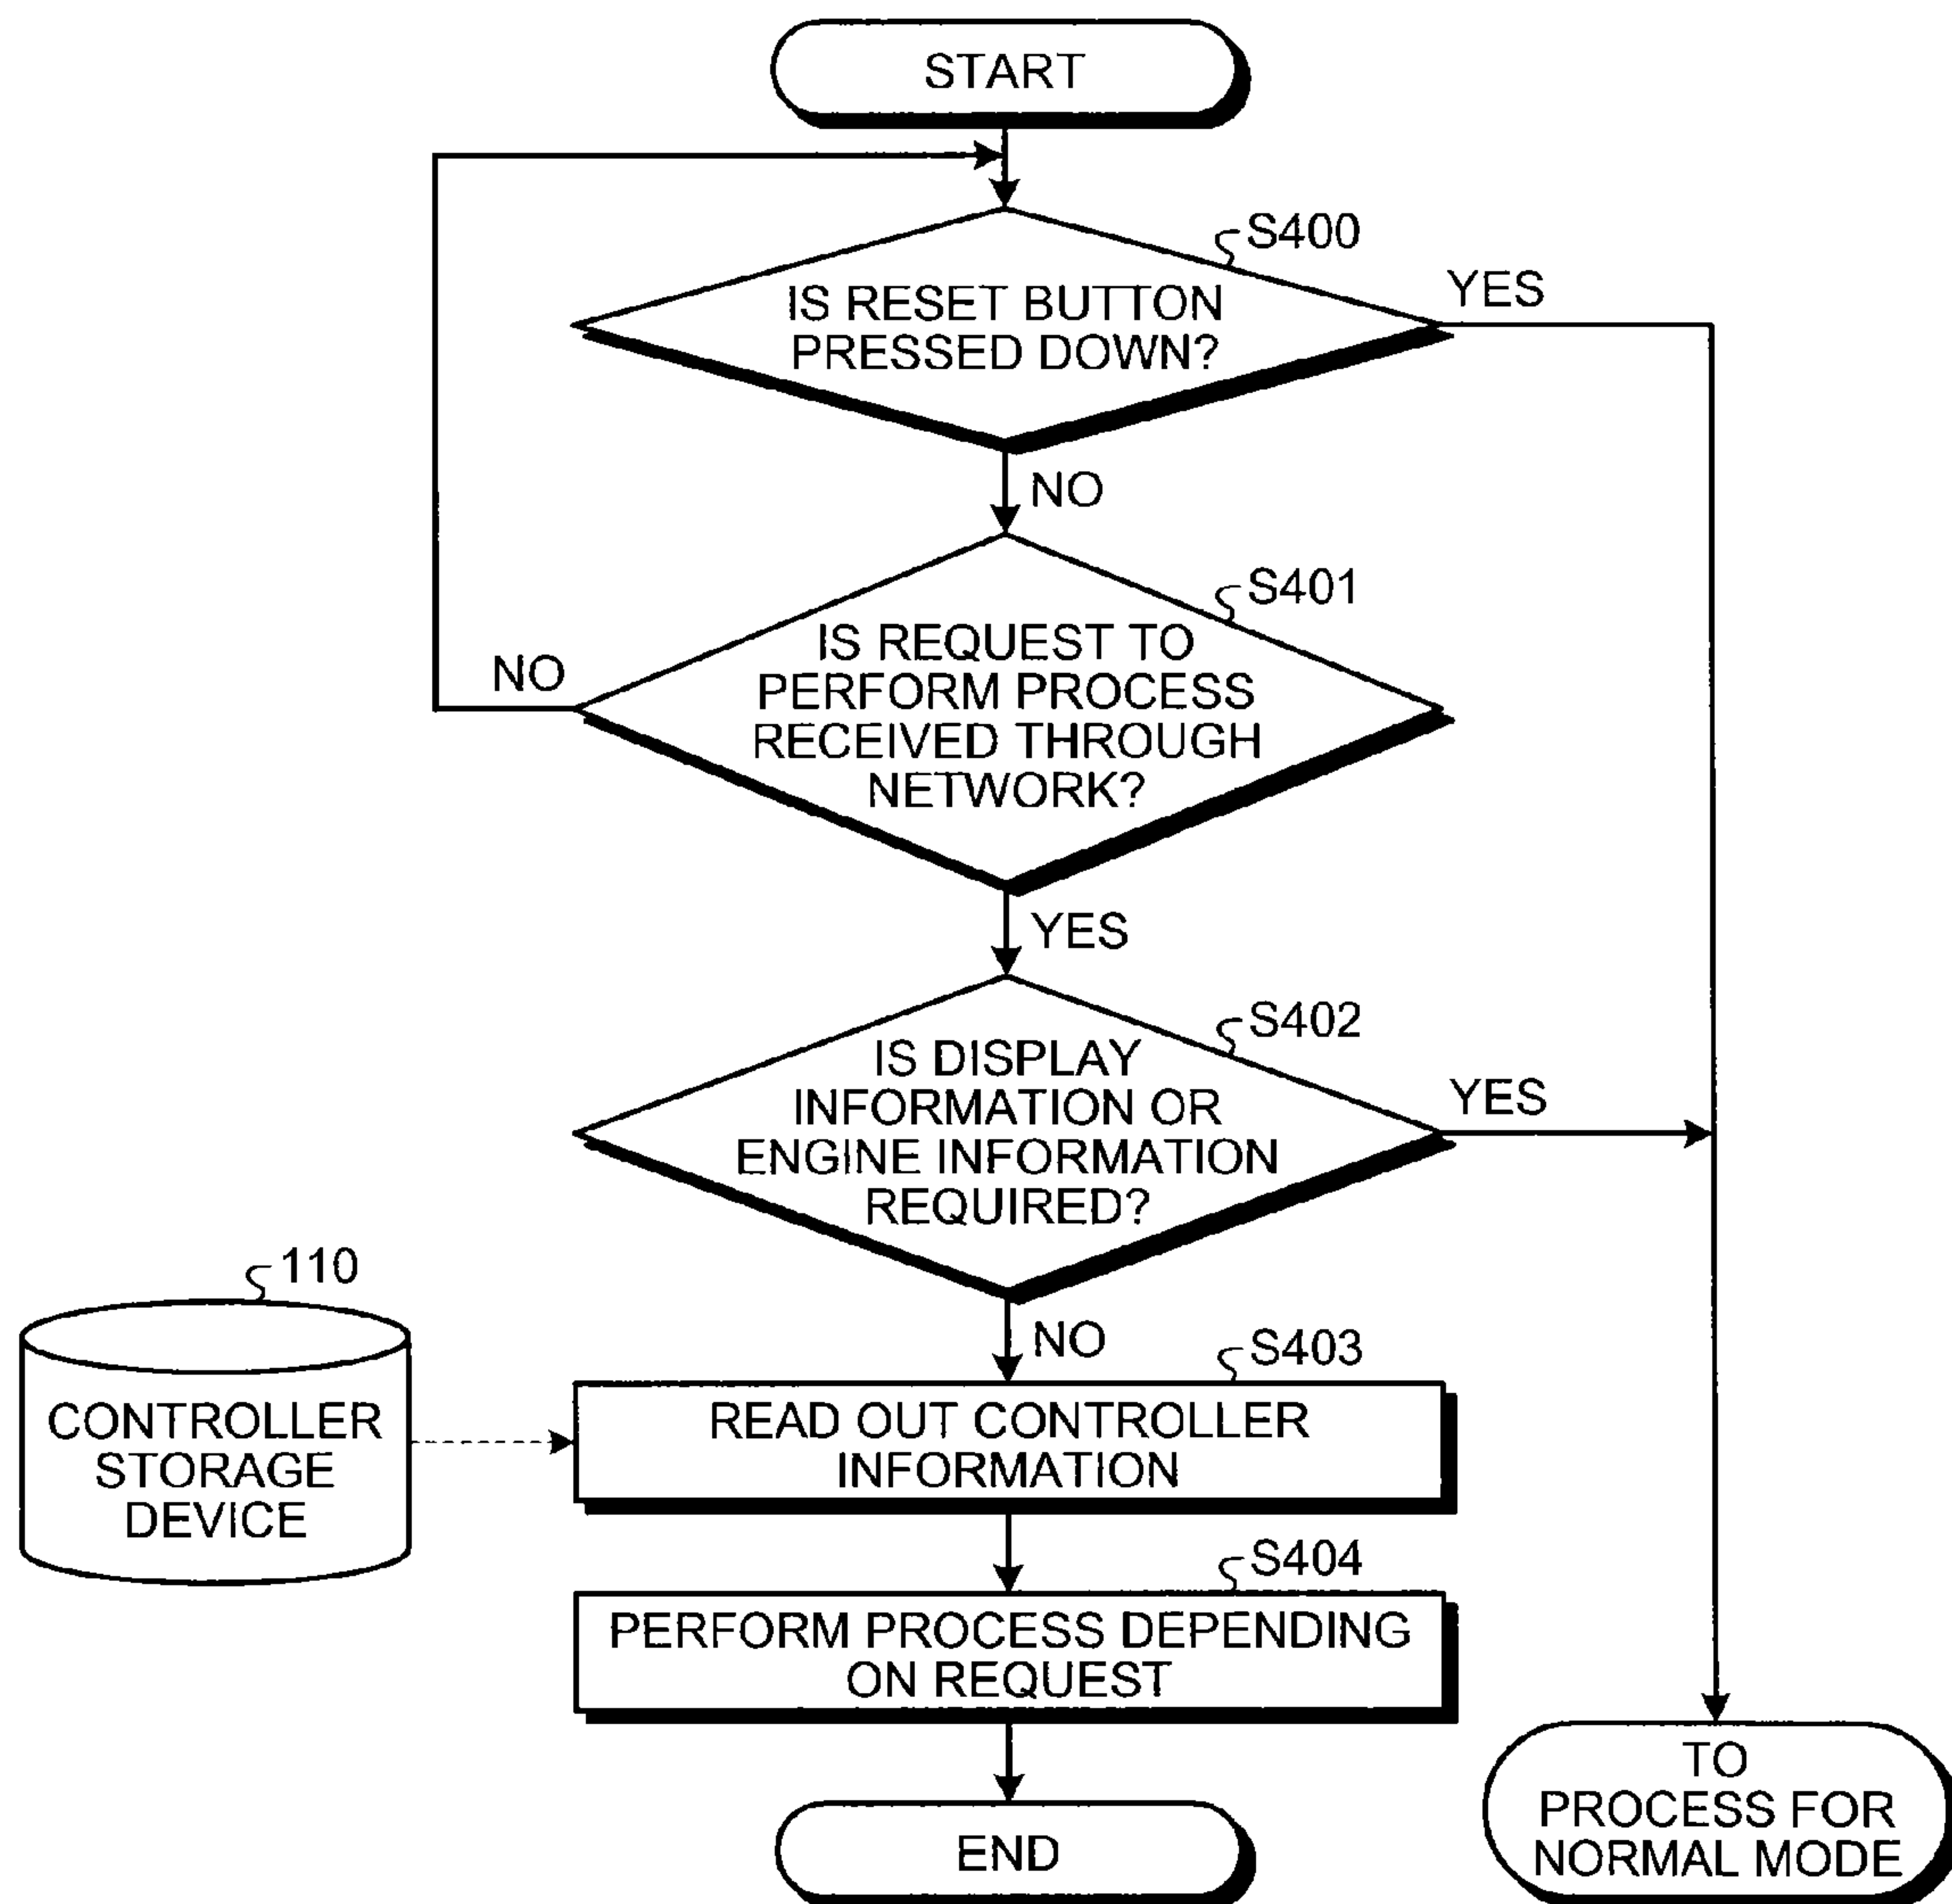 START
S400
IS RESET BUTTON
PRESSED DOWN?
YES
NO
S401
IS REQUEST TO
PERFORM PROCESS
RECEIVED THROUGH
NETWORK?
NO
YES
S402
IS DISPLAY
INFORMATION OR
ENGINE INFORMATION
REQUIRED?
YES
NO
110
CONTROLLER
STORAGE
DEVICE
S403
READ OUT CONTROLLER
INFORMATION
S404
PERFORM PROCESS DEPENDING
ON REQUEST
END
TO
PROCESS FOR
NORMAL MODE